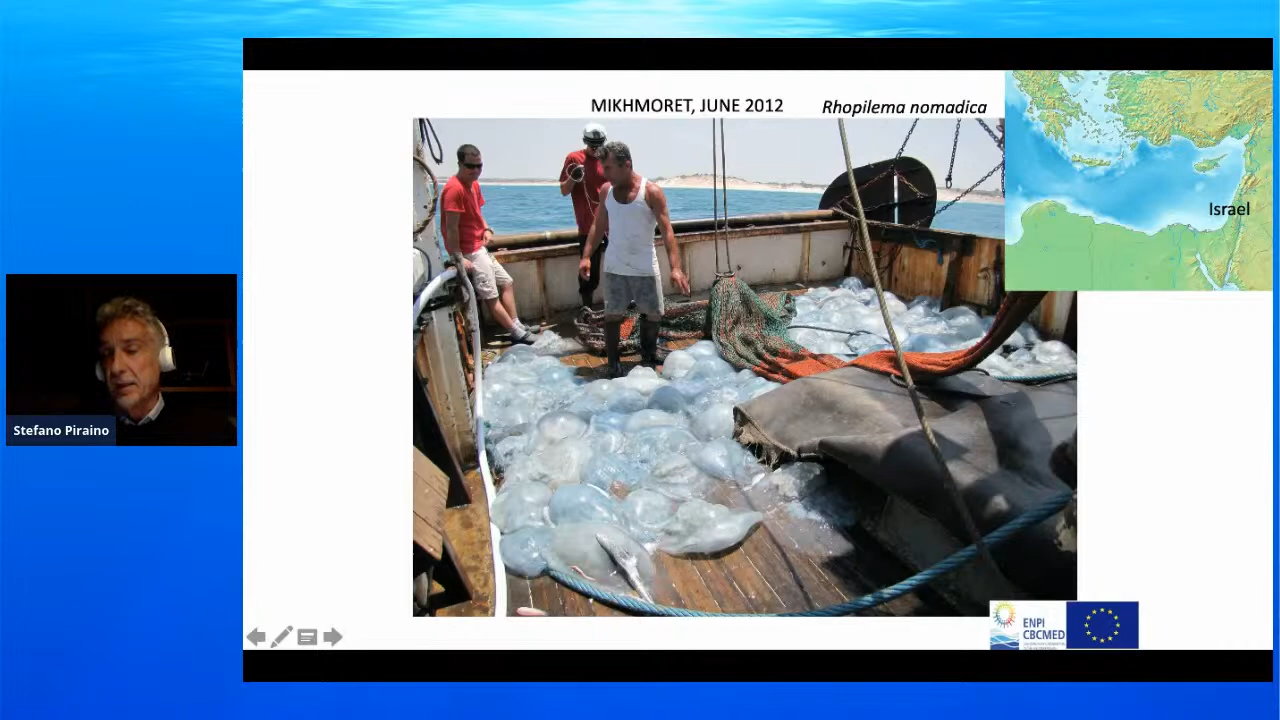 MIKHMORET, JUNE 2012
Rhopilema nomadica
Israel
Stefano Piraino
ENPI
CBCMED